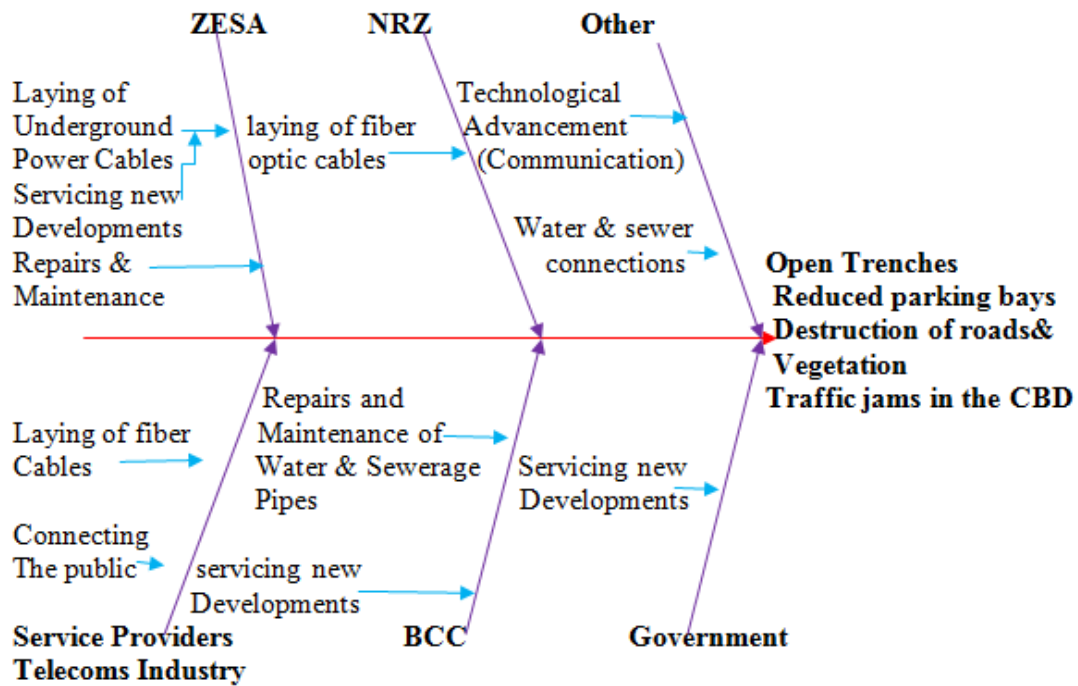 ZESA
NRZ
Other
Laying of
Underground
Power Cables
Servicing new
Developments
Repairs &
Maintenance
laying of fiber
optic cables
Technological
Advancement
(Communication)
Water & sewer
connections
Open Trenches
Reduced parking bays
Destruction of roads&
Vegetation
Traffic jams in the CBD
Laying of fiber
Cables
Connecting
The public
Repairs and
Maintenance of
Water & Sewerage
Pipes
servicing new
Developments
Servicing new
Developments
Service Providers
Telecoms Industry
BCC
Government